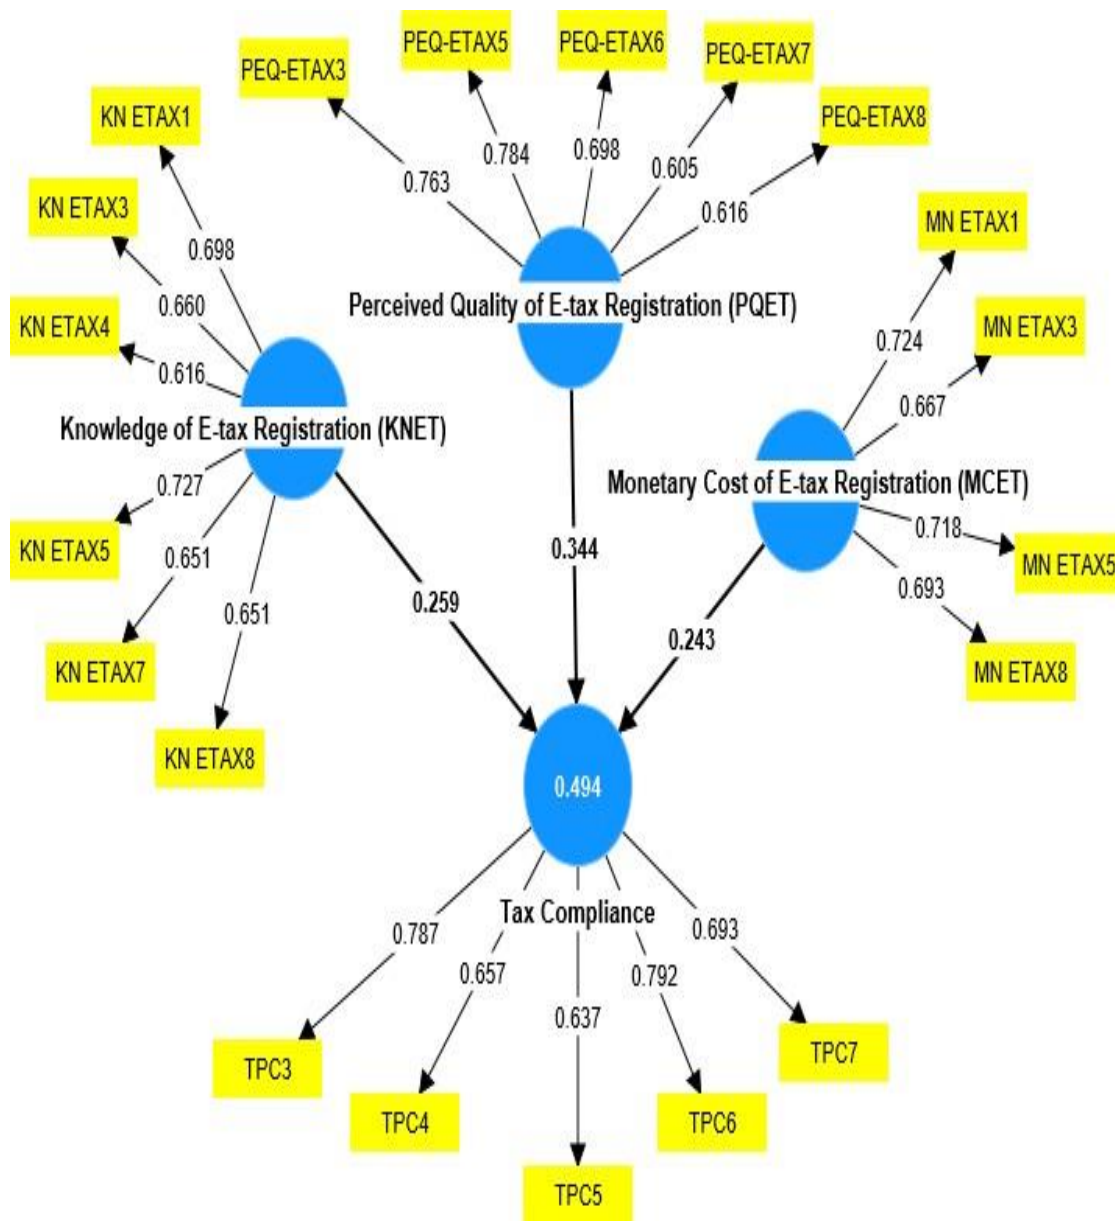 PEQ-ETAX5
PEQ-ETAX6
PEQ-ETAX3
PEQ-ETAX7
KN ETAX1
PEQ-ETAX8
0.784
0.698
0.605
0.763
0.616
KN ETAX3
MN ETAX1
0.698
0.660
Perceived Quality of E-tax Registration (PQET)
KN ETAX4
MN ETAX3
0.724
0.616
0.667
Knowledge of E-tax Registration (KNET)
0.727
Monetary Cost of E-tax Registration (MCET)
0.718
KN ETAX5
0.344
MN ETAX5
0.651
0.693
0.651
0.259
0.243
KN ETAX7
MN ETAX8
KN ETAX8
0.494
Tax Compliance
0.787
0.693
0.657
0.792
0.637
TPC3
TPC7
TPC4
TPC6
TPC5